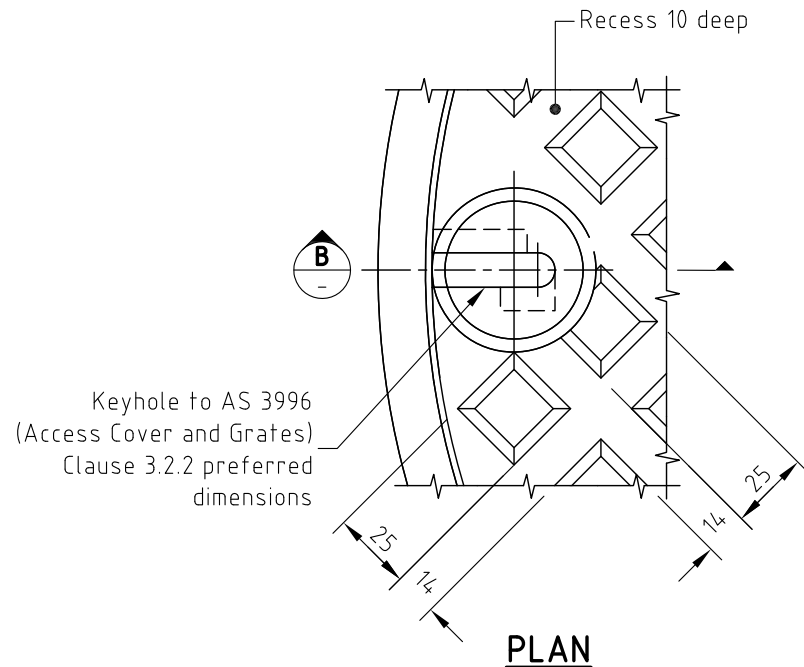 Recess 10 deep
B
-
Keyhole to AS 3996
(Access Cover and Grates)
Clause 3.2.2 preferred
dimensions
25
14
25
14
PLAN